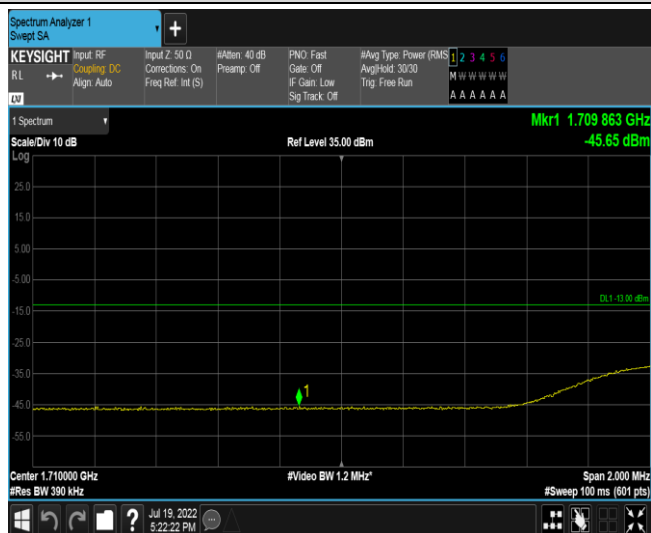 Spectrum Analyzer 1
Swept SA
+
KEYSIGHT
RL
LXI
Input: RF
Coupling: DC
Align: Auto
Input Z: 50 Ω
Corrections: On
Freq Ref: Int (S)
#Atten: 40 dB
Preamp: Off
PNO: Fast
Gate: Off
IF Gain: Low
Sig Track: Off
#Avg Type: Power (RMS
Avg|Hold: 30/30
Trig: Free Run
1 2 3 4 5 6
M W W W W W
A A A A A A
1 Spectrum
Mkr1 1.709 863 GHz
Scale/Div 10 dB
Ref Level 35.00 dBm
-45.65 dBm
Log
25.0
15.0
5.00
-5.00
DL1 -13.00 dBm
-15.0
-25.0
-35.0
1
-45.0
-55.0
Center 1.710000 GHz
#Video BW 1.2 MHz*
Span 2.000 MHz
#Res BW 390 kHz
#Sweep 100 ms (601 pts)
?
Jul 19, 2022
5:22:22 PM